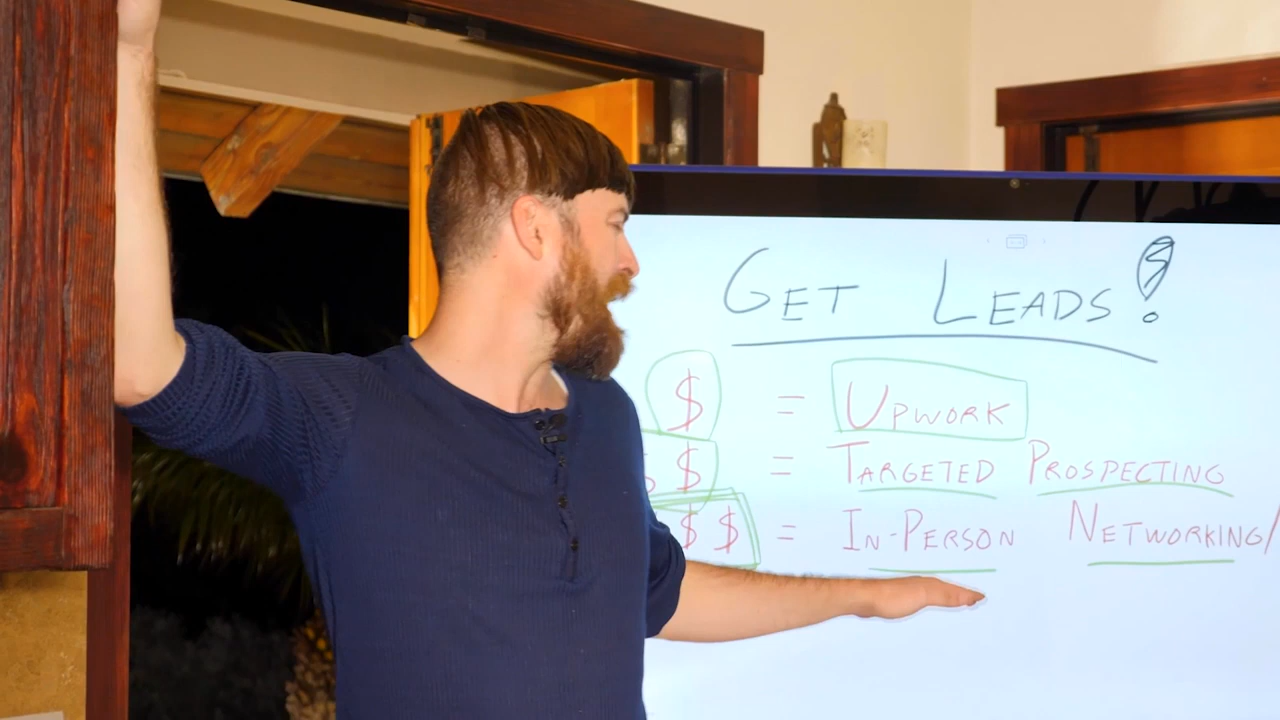 GET LEADS!
$ = UPWORK
$ = TARGETED PROSPECTING
$ $ = IN-PERSON NETWORKING/